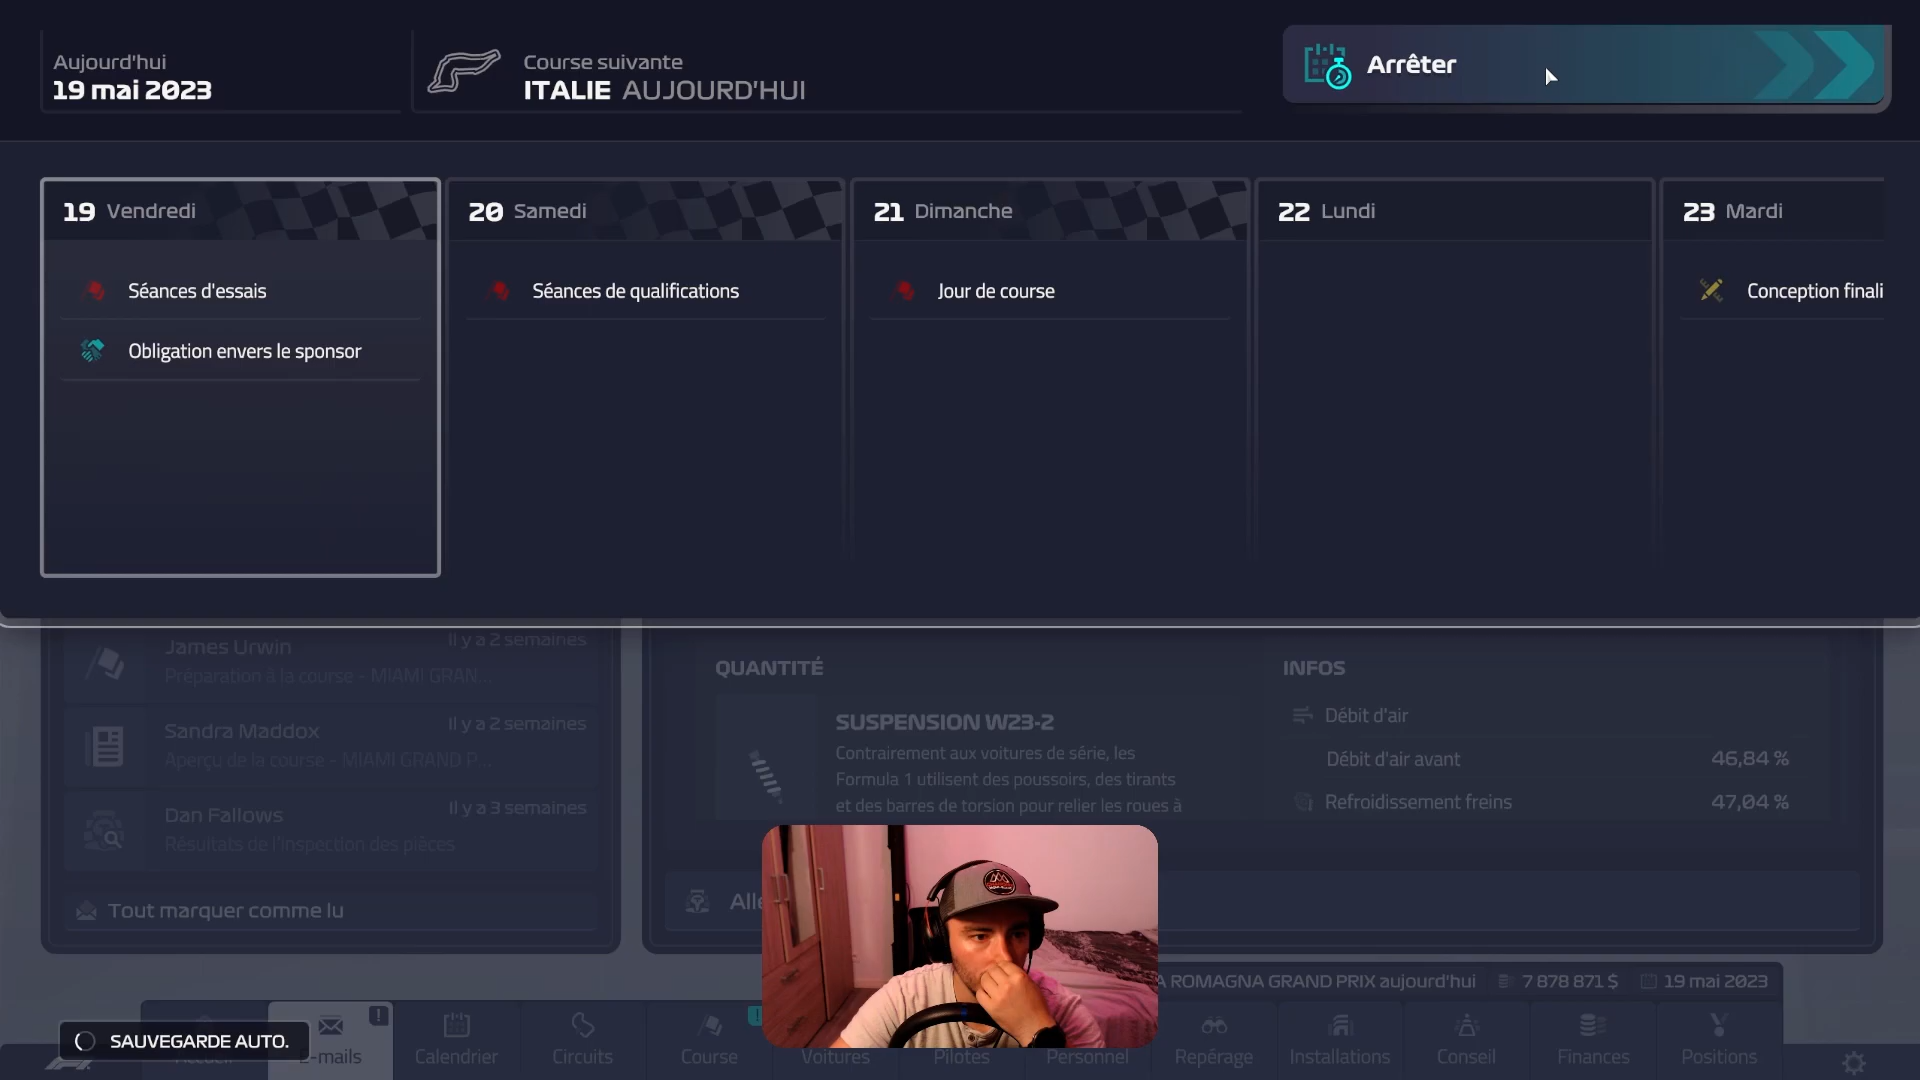 Aujourd'hui
19 mai 2023
Course suivante
ITALIE AUJOURD'HUI
Arrêter
19 Vendredi
Séances d'essais
Obligation envers le sponsor
20 Samedi
Séances de qualifications
21 Dimanche
Jour de course
22 Lundi
23 Mardi
Conception finali
James Urwin
Il y a 2 semaines
Préparation à la course - MIAMI GRAN...
Sandra Maddox
Il y a 2 semaines
Aperçu de la course - MIAMI GRAND P...
Dan Fallows
Il y a 3 semaines
Résultats de l'inspection des pièces
Tout marquer comme lu
QUANTITÉ
SUSPENSION W23-2
Contrairement aux voitures de série, les
Formula 1 utilisent des poussoirs, des tirants
et des barres de torsion pour relier les roues à
INFOS
Débit d'air
Débit d'air avant 46,84 %
Refroidissement freins 47,04 %
Alle
A ROMAGNA GRAND PRIX aujourd'hui
7 878 871 $
19 mai 2023
SAUVEGARDE AUTO.
Accueil
E-mails
Calendrier
Circuits
Course
Voitures
Pilotes
Personnel
Repérage
Installations
Conseil
Finances
Positions